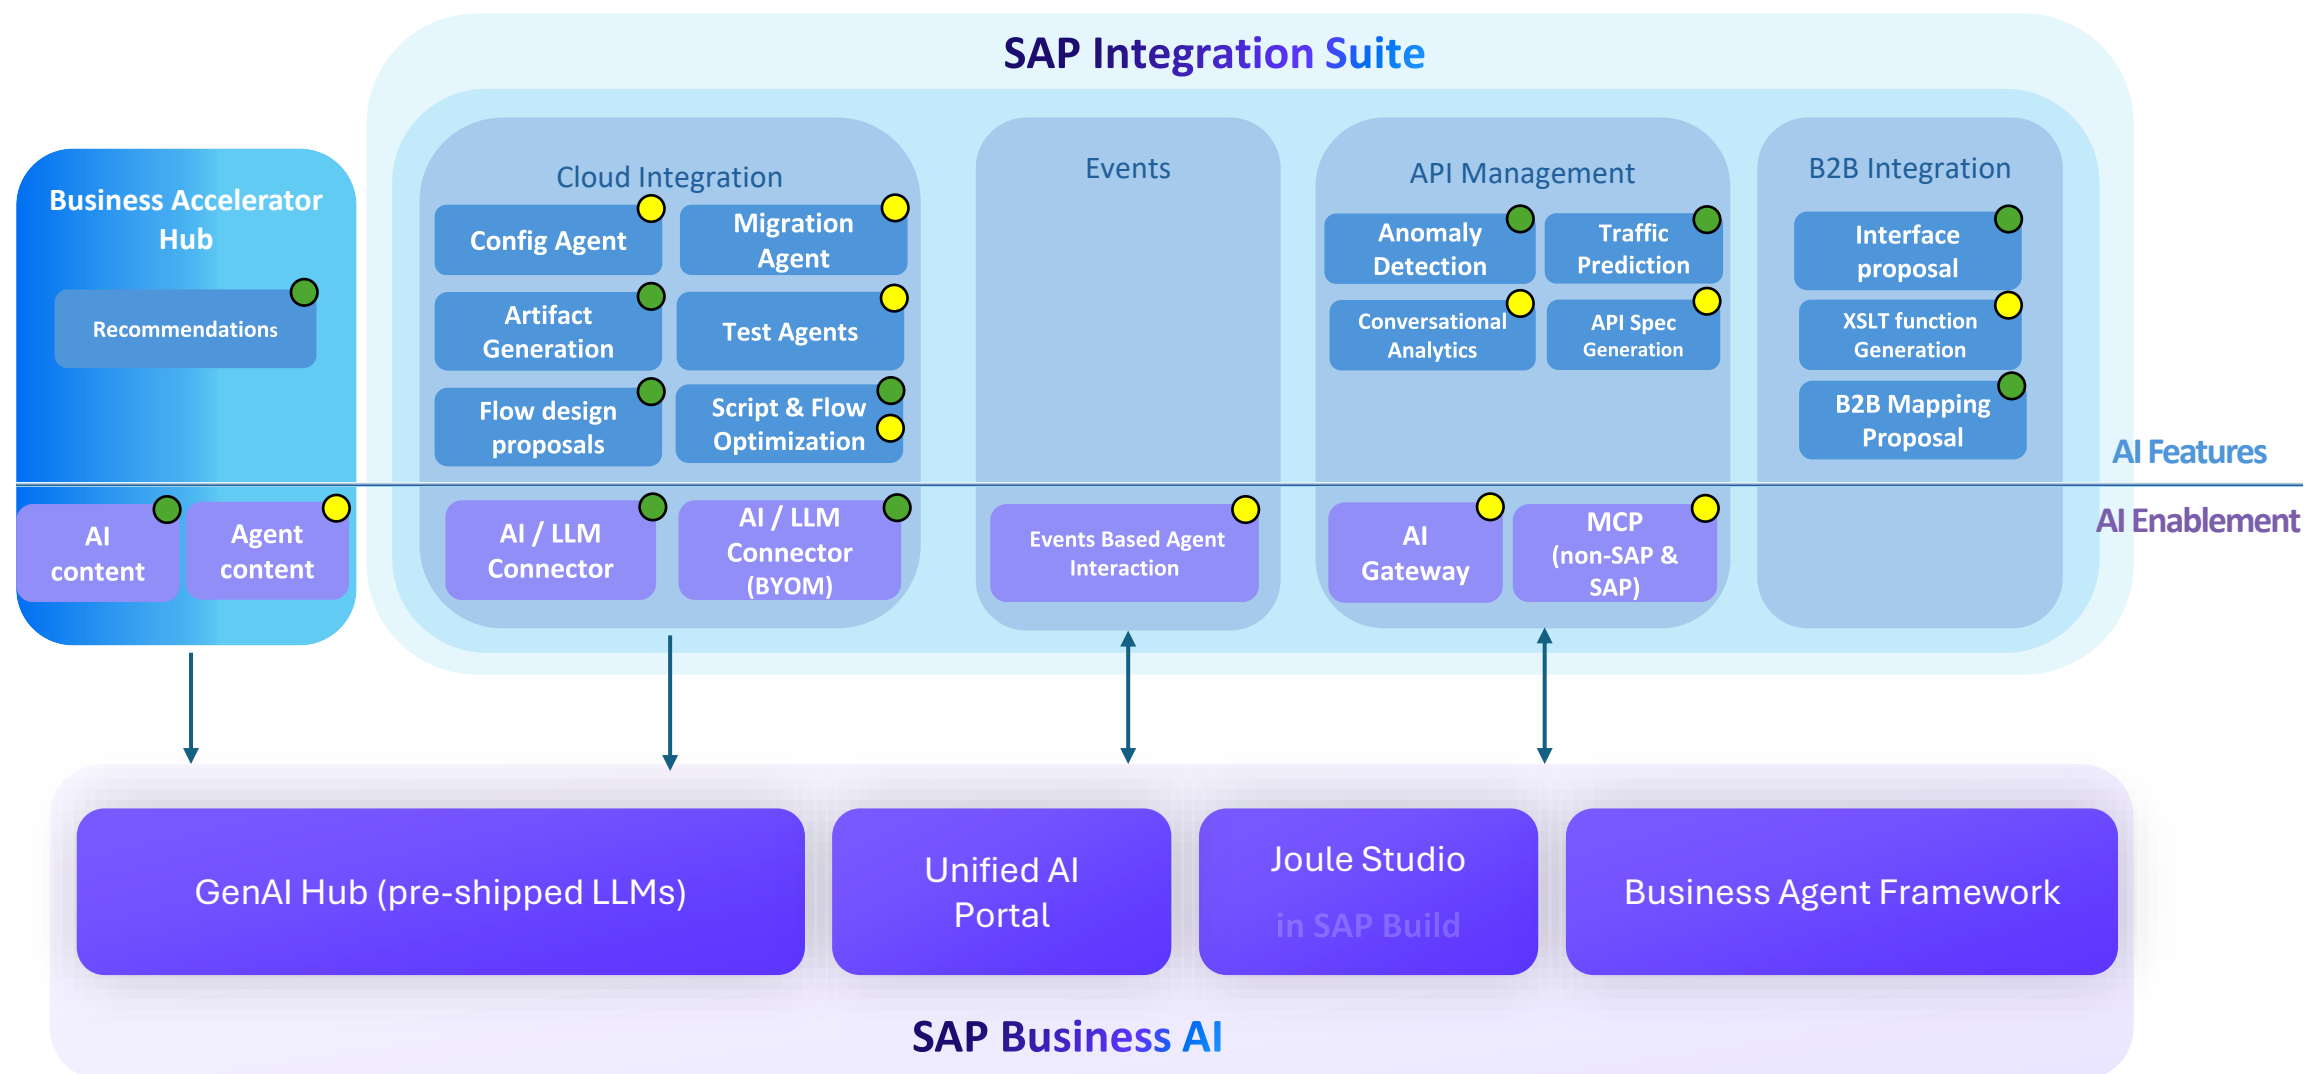 SAP Integration Suite
Business Accelerator
Hub
Recommendations
AI
content
Agent
content
Cloud Integration
Config Agent
Migration
Agent
Artifact
Generation
Test Agents
Flow design
proposals
Script & Flow
Optimization
AI / LLM
Connector
AI / LLM
Connector
(BYOM)
Events
Events Based Agent
Interaction
API Management
Anomaly
Detection
Traffic
Prediction
Conversational
Analytics
API Spec
Generation
AI
Gateway
MCP
(non-SAP &
SAP)
B2B Integration
Interface
proposal
XSLT function
Generation
B2B Mapping
Proposal
AI Features
AI Enablement
GenAI Hub (pre-shipped LLMs)
Unified AI
Portal
Joule Studio
in SAP Build
Business Agent Framework
SAP Business AI